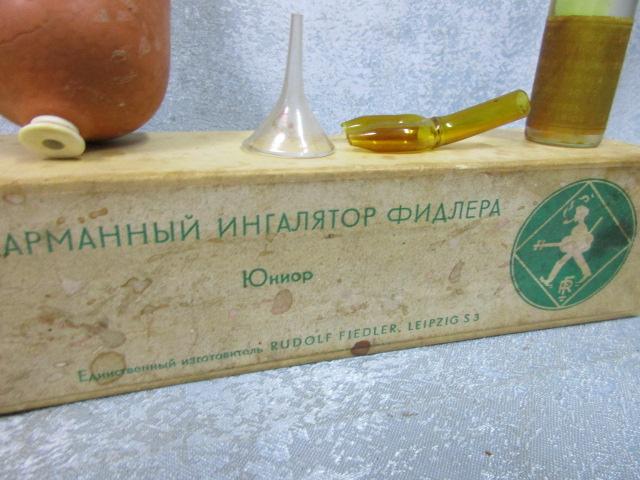 АРМАННЫЙ ИНГАЛЯТОР ФИДЛЕРА
Юниор
Единственный изготовитель RUDOLF FIEDLER. LEIPZIG S 3